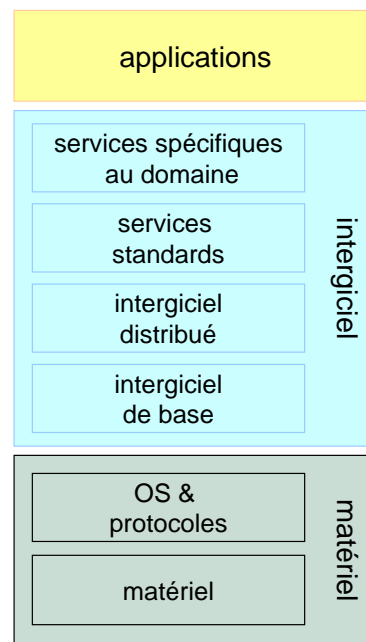 applications
services spécifiques
au domaine
services
standards
intergiciel
distribué
intergiciel
de base
intergiciel
OS &
protocoles
matériel
matériel